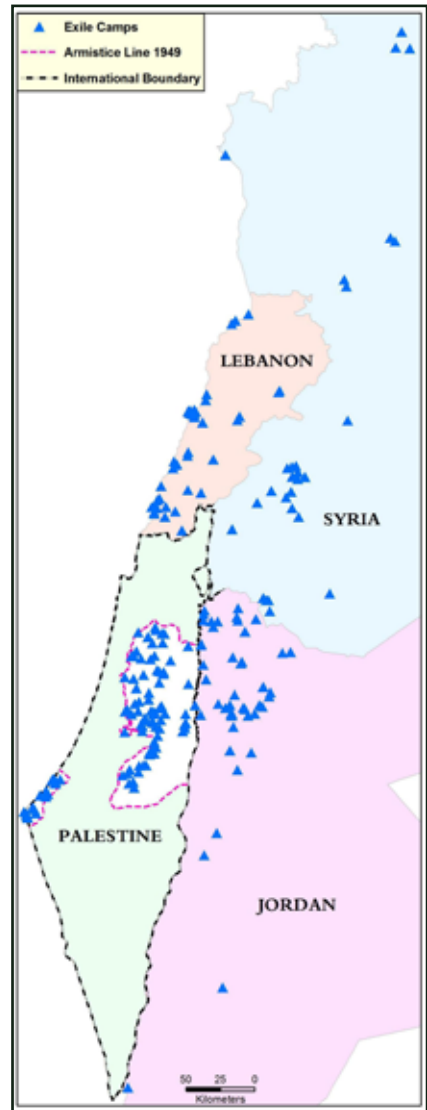 Exile Camps
Armistice Line 1949
International Boundary
LEBANON
SYRIA
PALESTINE
JORDAN
50 25 0
Kilometers